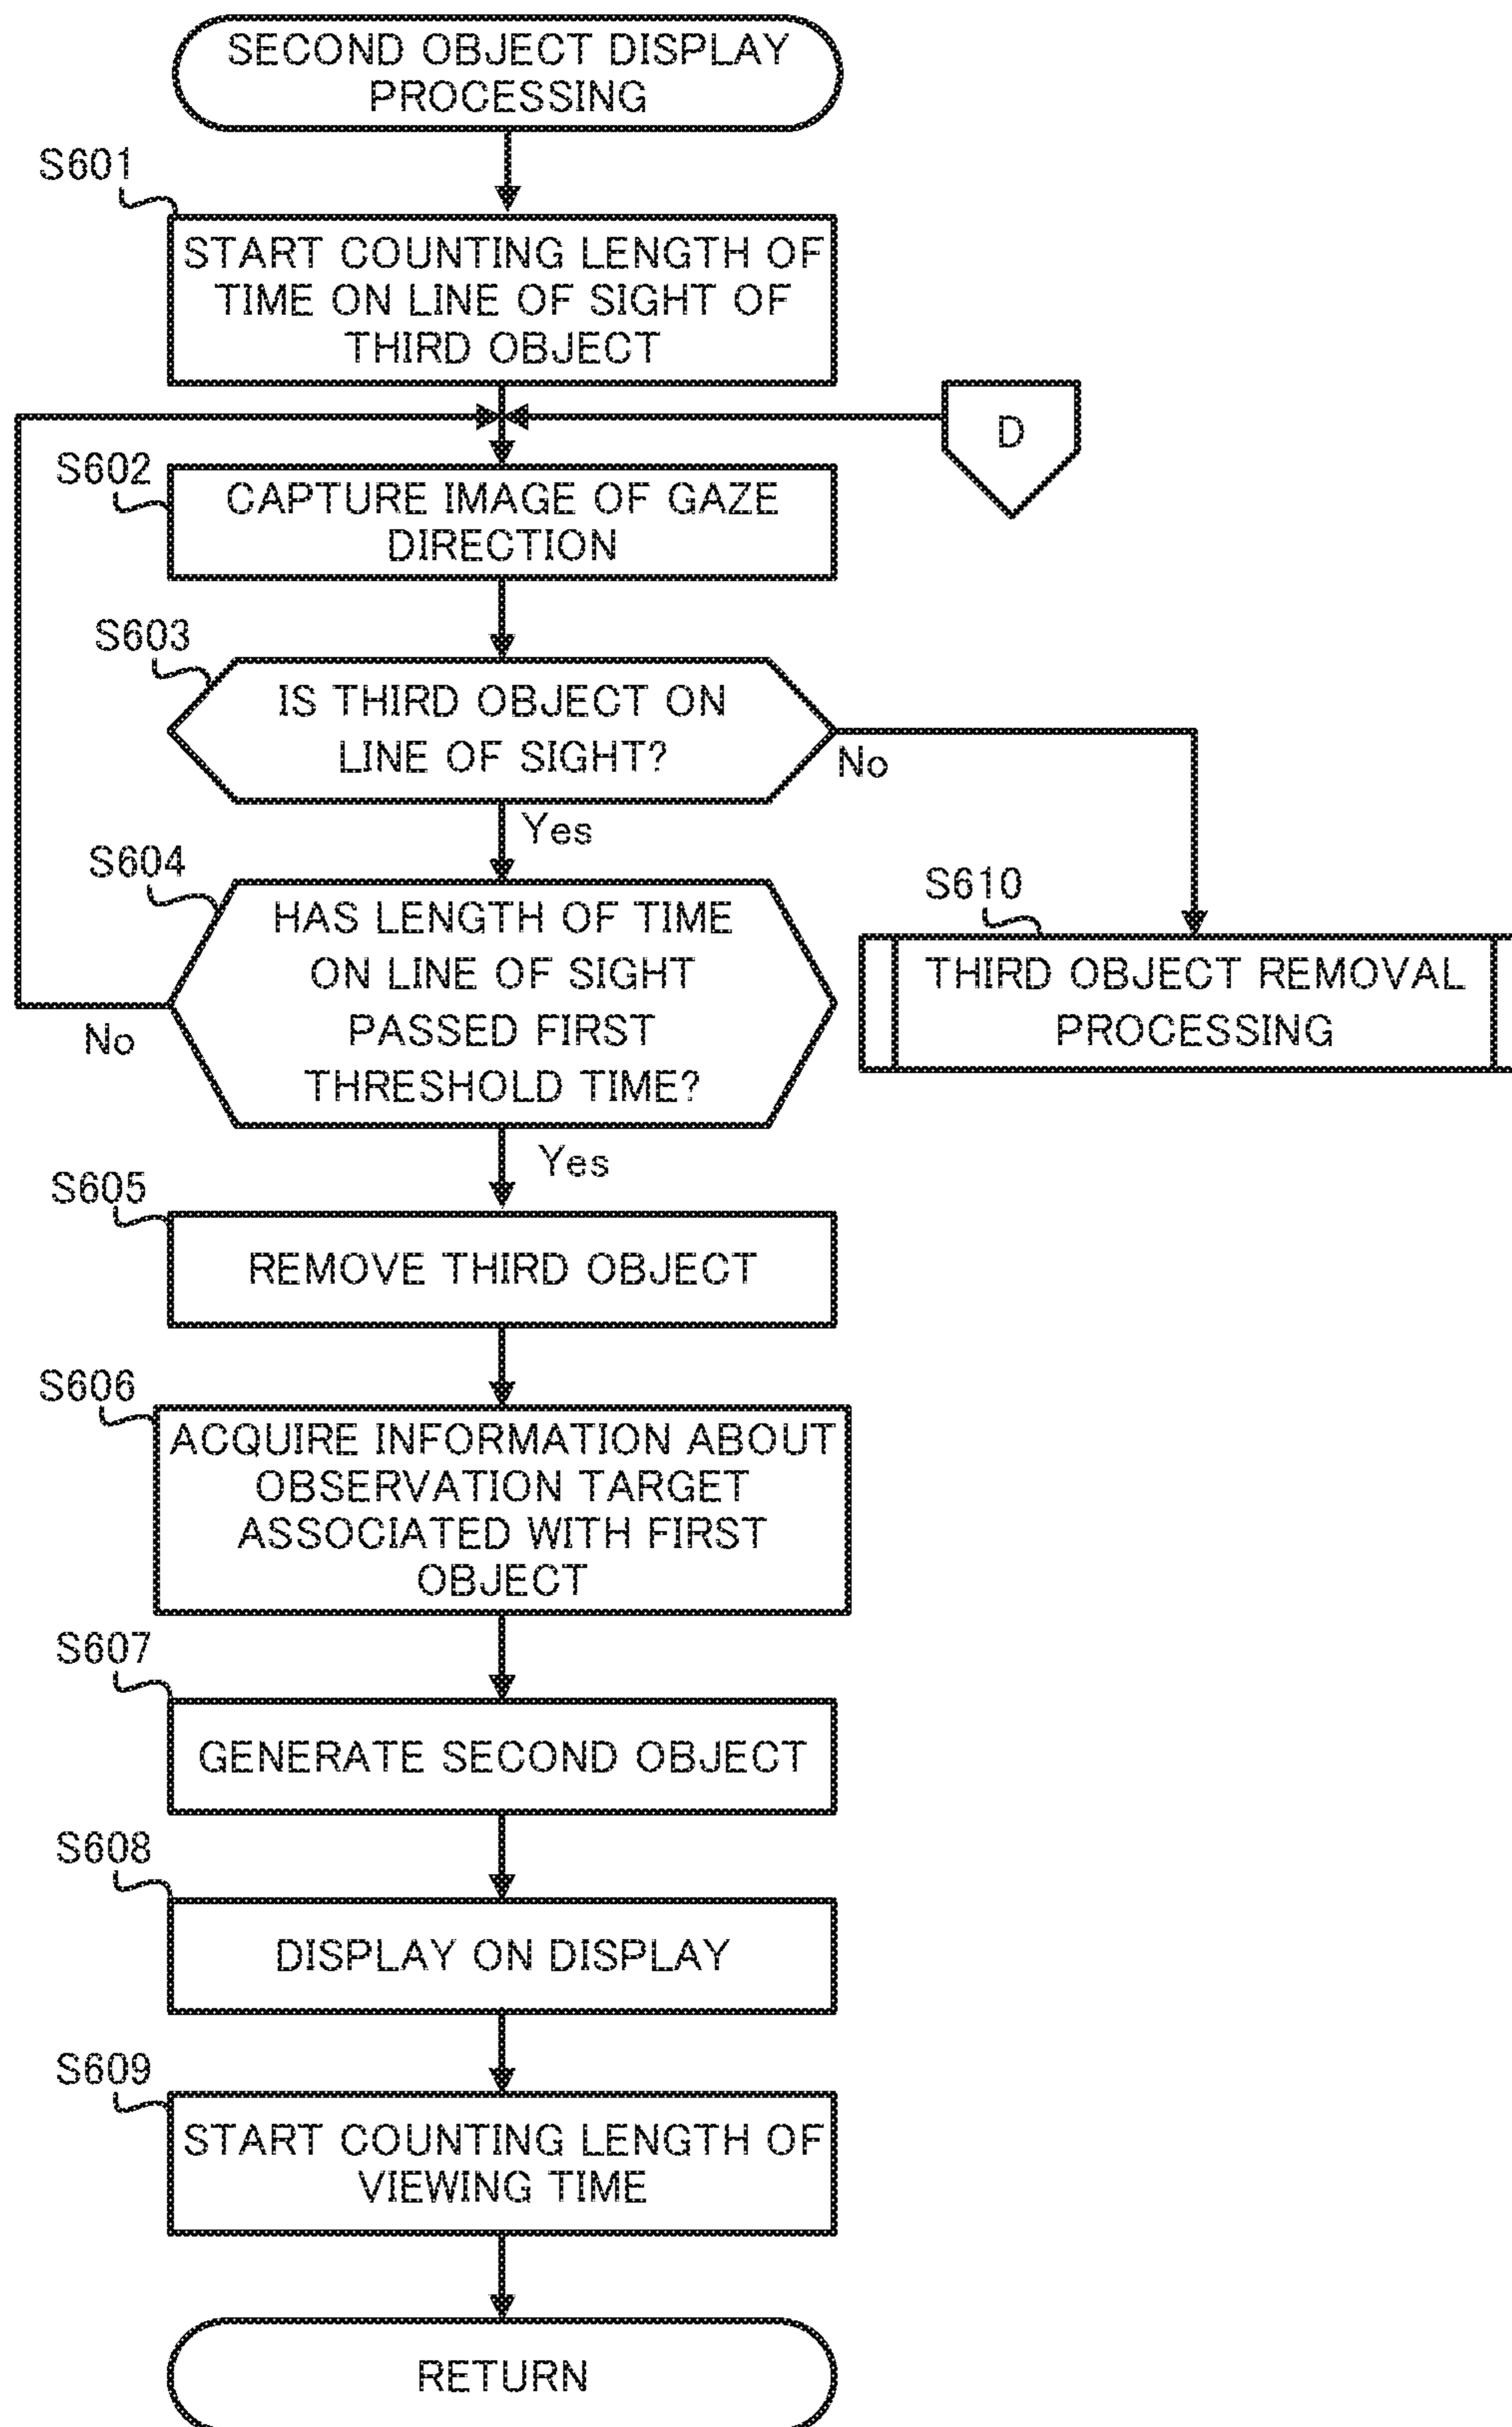 SECOND OBJECT DISPLAY
PROCESSING
S601
START COUNTING LENGTH OF
TIME ON LINE OF SIGHT OF
THIRD OBJECT
D
S602
CAPTURE IMAGE OF GAZE
DIRECTION
S603
IS THIRD OBJECT ON
LINE OF SIGHT?
No
Yes
S604
HAS LENGTH OF TIME
ON LINE OF SIGHT
PASSED FIRST
THRESHOLD TIME?
No
Yes
S610
THIRD OBJECT REMOVAL
PROCESSING
S605
REMOVE THIRD OBJECT
S606
ACQUIRE INFORMATION ABOUT
OBSERVATION TARGET
ASSOCIATED WITH FIRST
OBJECT
S607
GENERATE SECOND OBJECT
S608
DISPLAY ON DISPLAY
S609
START COUNTING LENGTH OF
VIEWING TIME
RETURN